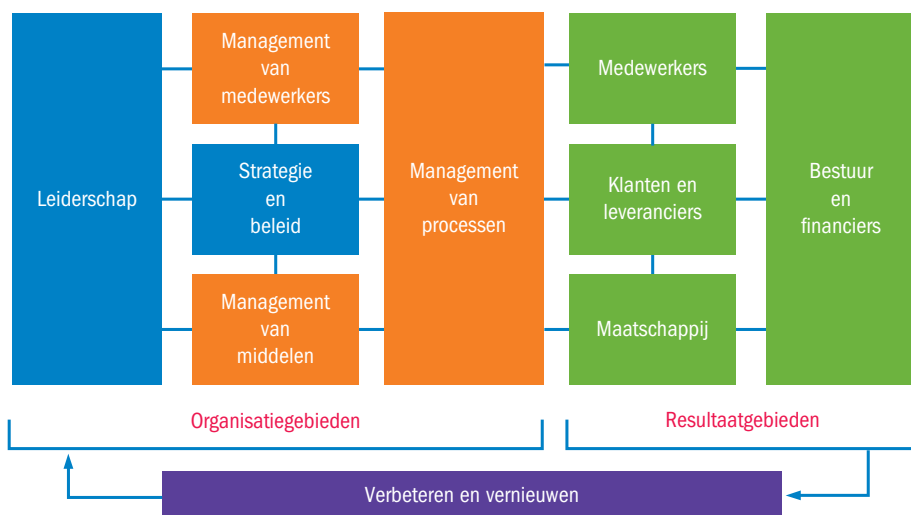 Leiderschap
Management
van
medewerkers
Strategie
en
beleid
Management
van
middelen
Management
van
processen
Medewerkers
Klanten en
leveranciers
Maatschappij
Bestuur
en
financiers
Organisatiegebieden
Resultaatgebieden
Verbeteren en vernieuwen